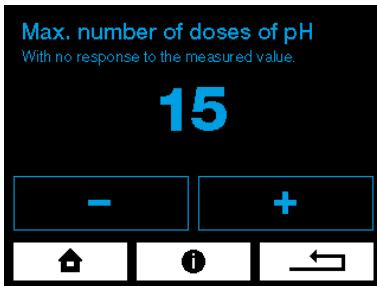 Max. number of doses of pH
With no response to the measured value.
15
− +